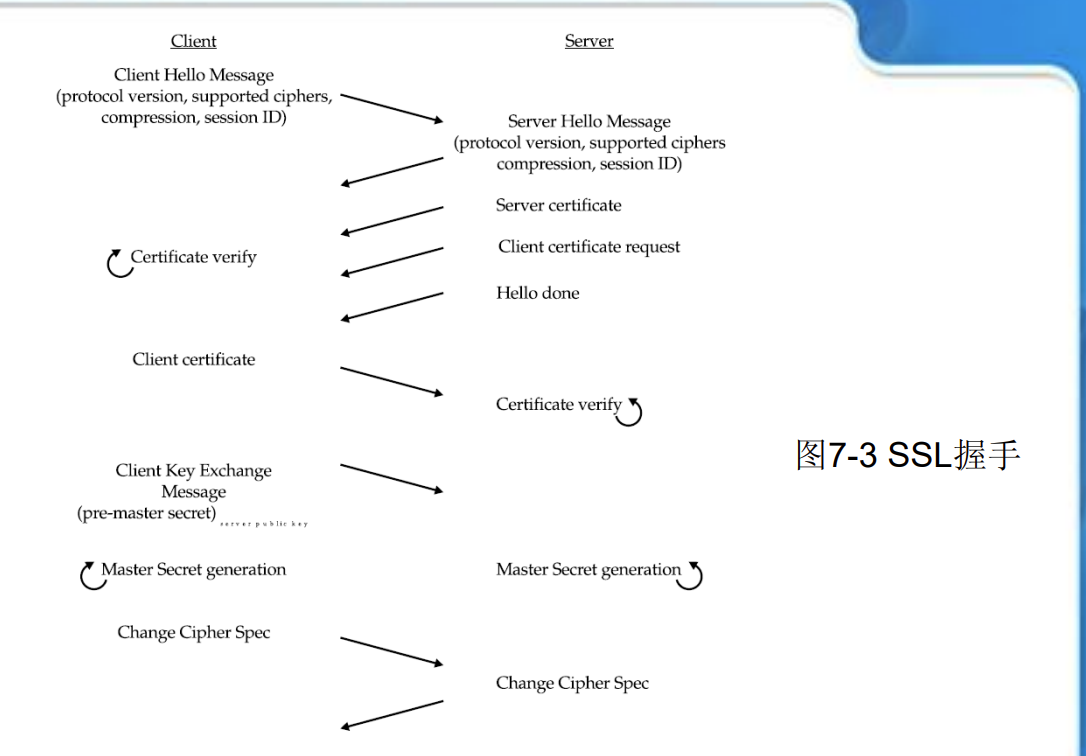 Client
Server
Client Hello Message
(protocol version, supported ciphers,
compression, session ID)
Server Hello Message
(protocol version, supported ciphers
compression, session ID)
Server certificate
Client certificate request
Certificate verify
Hello done
Client certificate
Certificate verify
图7-3 SSL握手
Client Key Exchange
Message
(pre-master secret) server public key
Master Secret generation
Master Secret generation
Change Cipher Spec
Change Cipher Spec